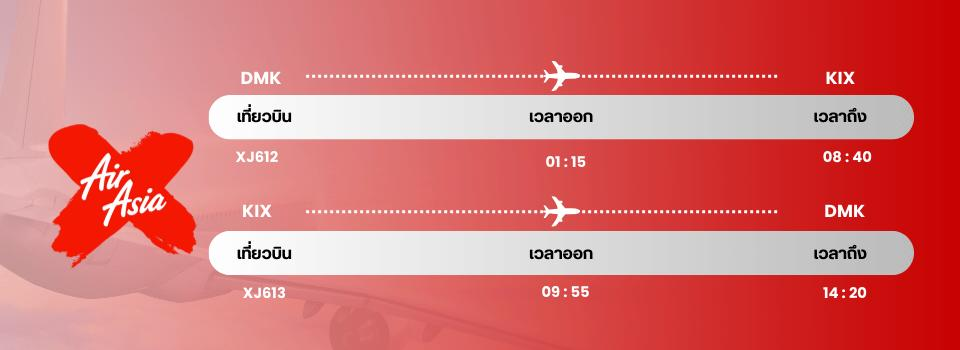 DMK KIX
เที่ยวบิน เวลาออก เวลาถึง
XJ612 01 : 15 08 : 40
Air
Asia
KIX DMK
เที่ยวบิน เวลาออก เวลาถึง
XJ613 09 : 55 14 : 20